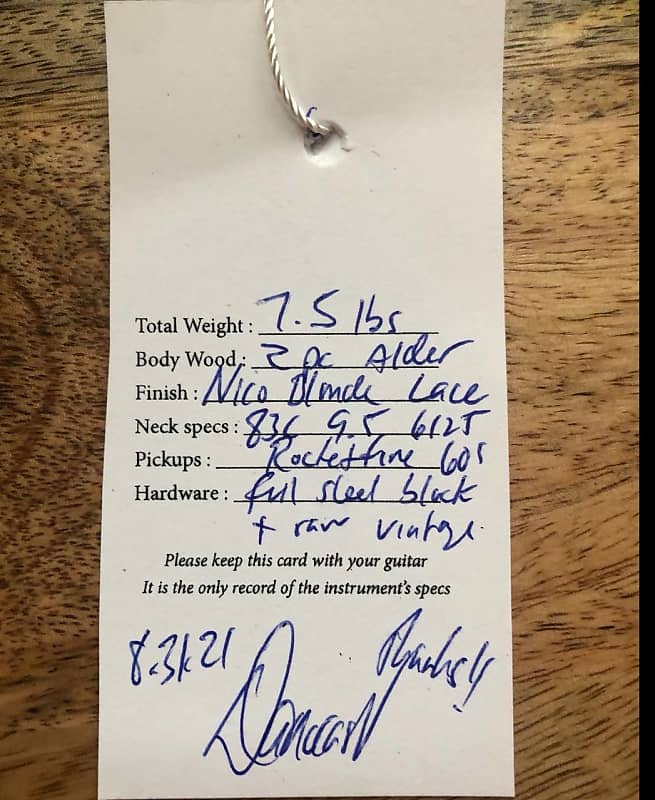 Total Weight : 7.5 lbs
Body Wood : 2 pc Alder
Finish : Nico Blonde Lace
Neck specs : 83C 9.5 6125
Pickups : 60s
Hardware : full steel block
+ raw vintage.
Please keep this card with your guitar
It is the only record of the instrument's specs
8.31.21